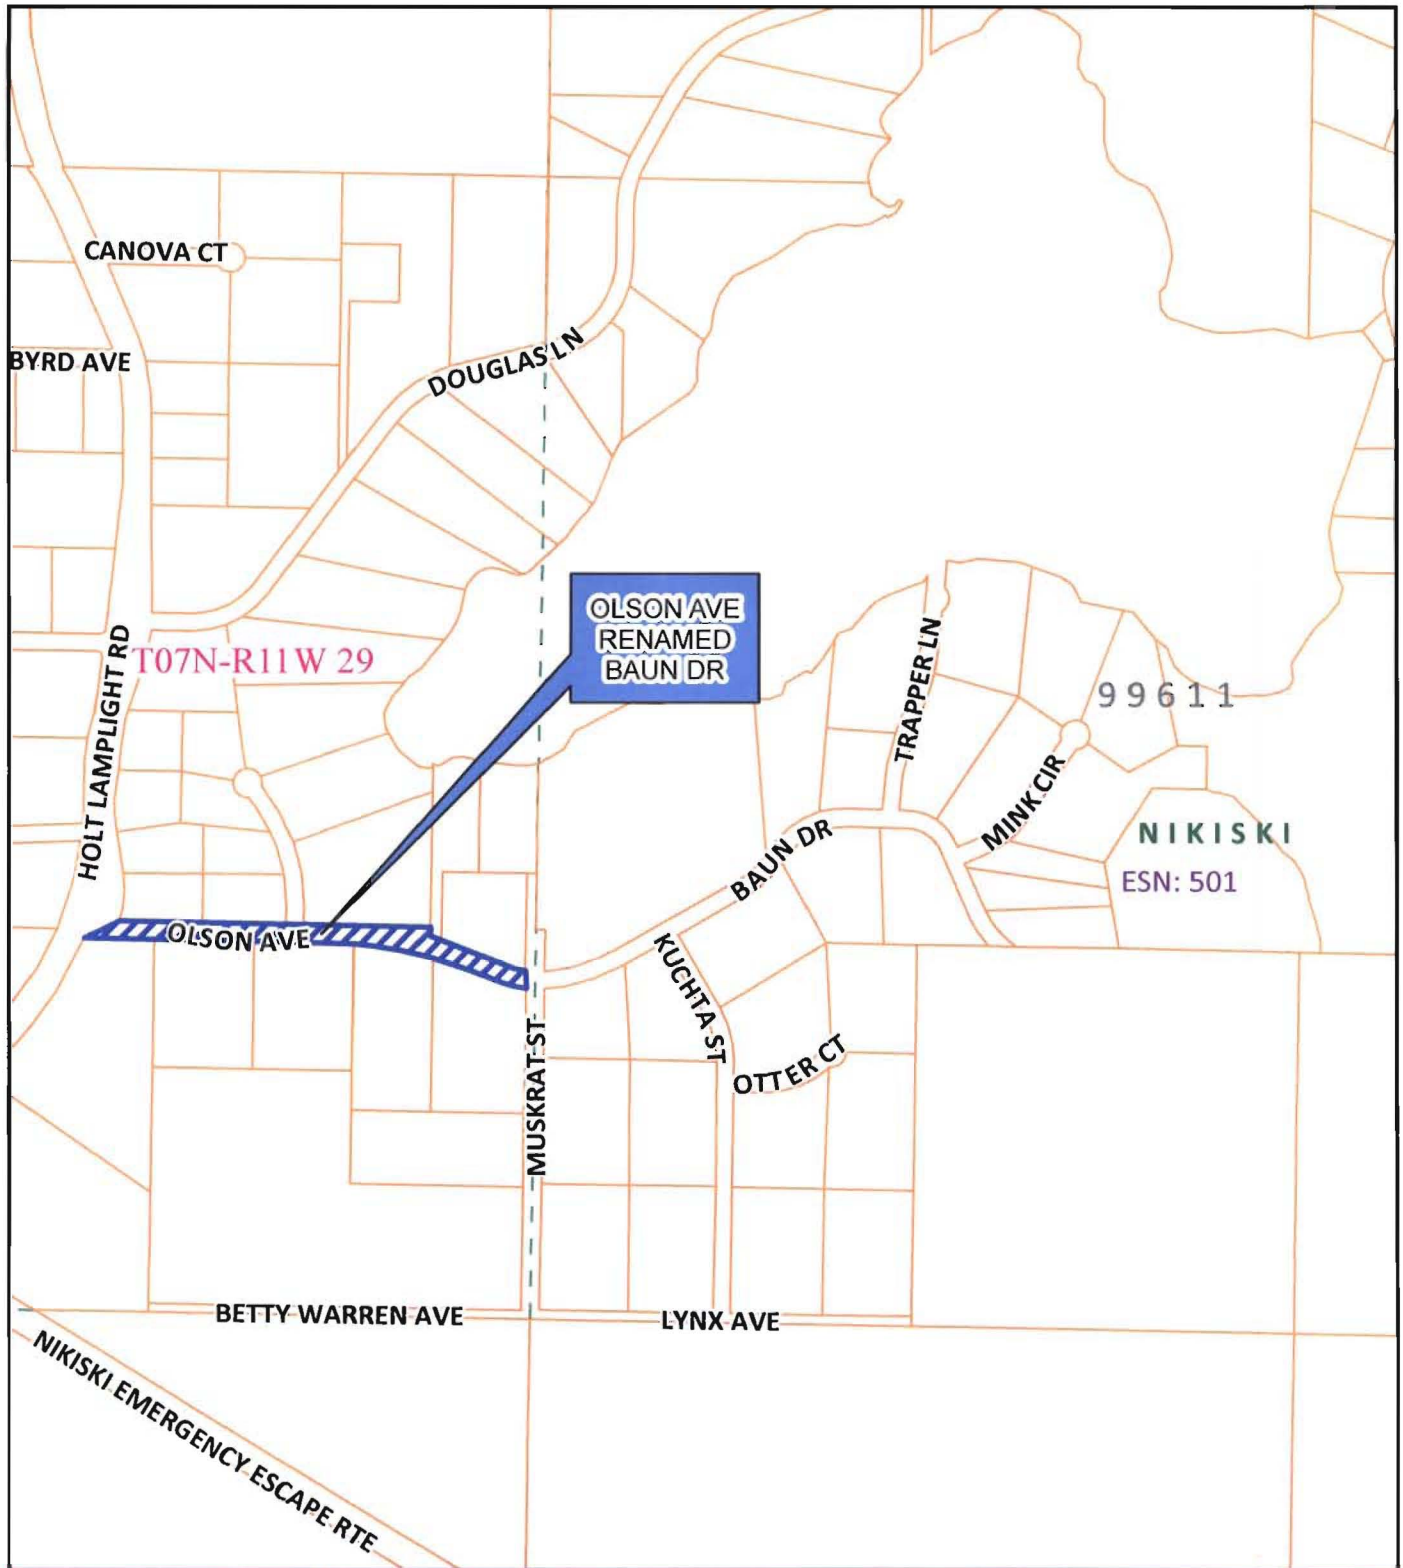 CANOVA CT
BYRD AVE
DOUGLAS LN
OLSON AVE
RENAMED
BAUN DR
HOLT LAMPLIGHT RD
T07N-R11W 29
TRAPPER LN
99611
MINK CIR
NIKISKI
ESN: 501
BAUN DR
OLSON AVE
KUCHTA ST
OTTER CT
MUSKRAT ST
BETTY WARREN AVE
LYNX AVE
NIKISKI EMERGENCY ESCAPE RTE